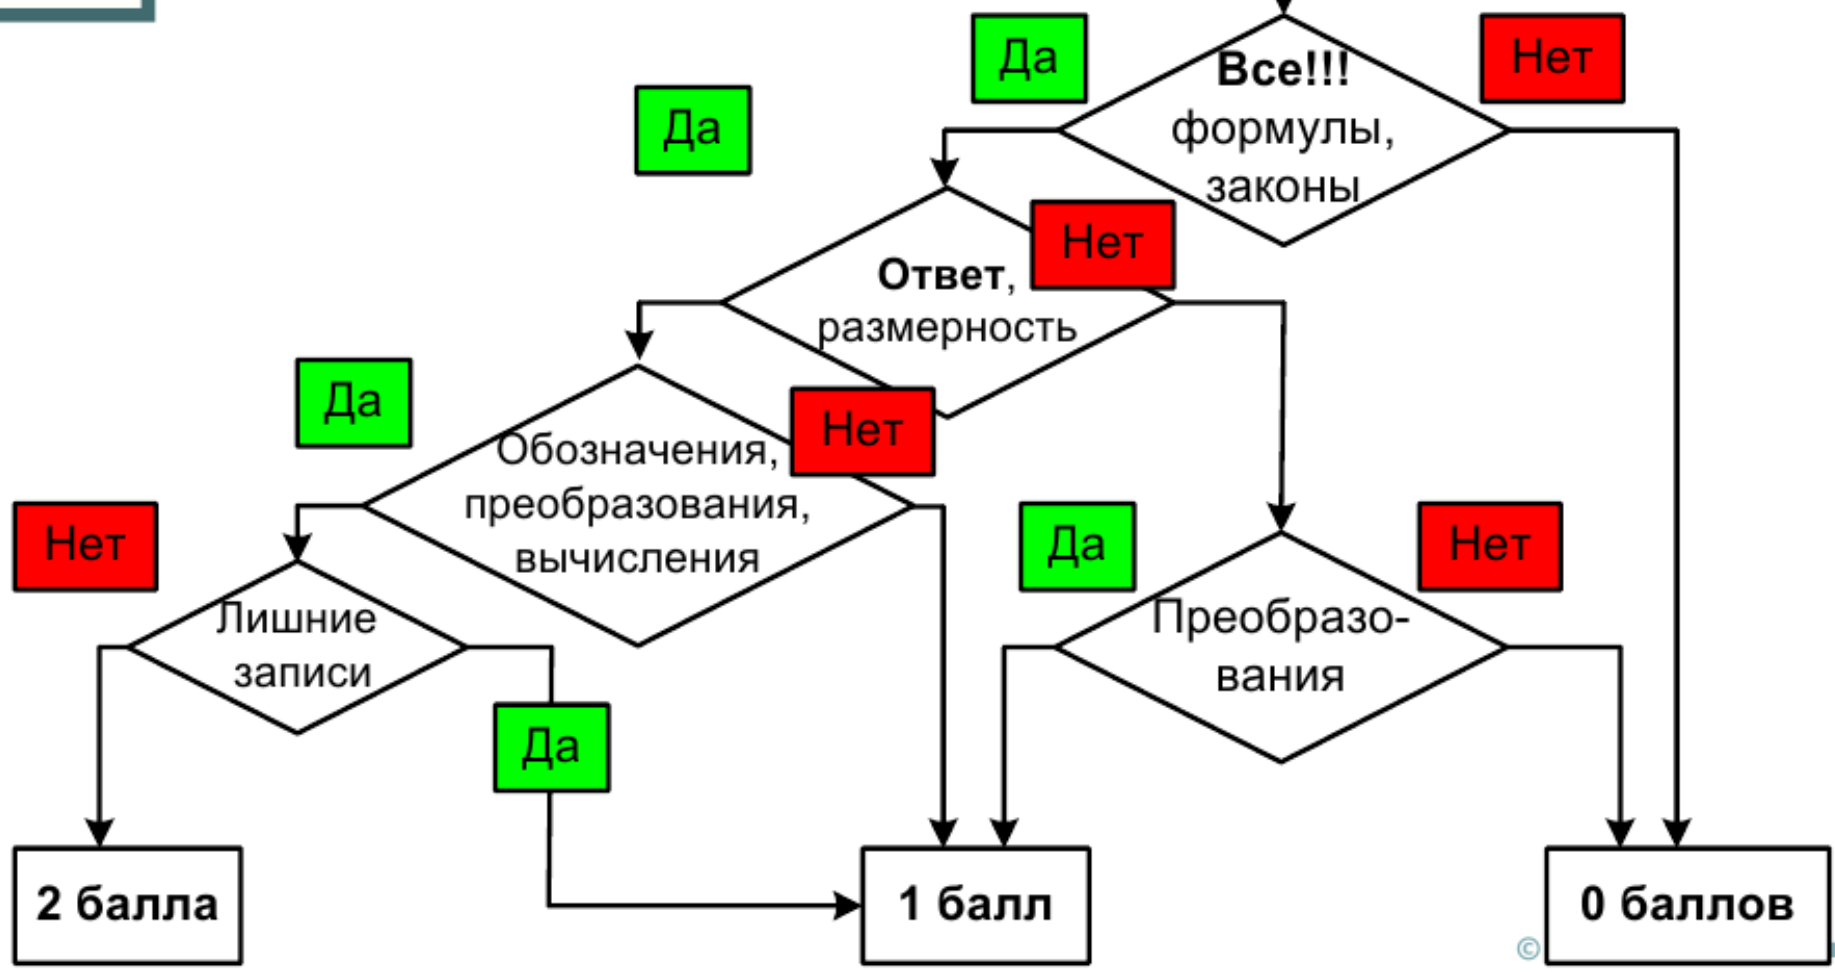 Да
Нет
Все!!!
формулы,
законы
Да
Нет
Ответ,
размерность
Да
Нет
Обозначения,
преобразования,
вычисления
Нет
Да
Нет
Лишние
записи
Преобразо-
вания
Да
2 балла
1 балл
0 баллов
©